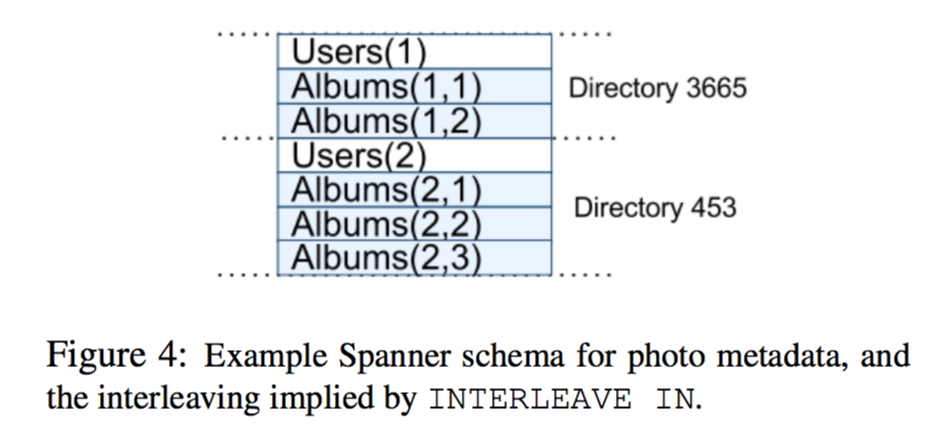 Users(1)
Albums(1,1)
Directory 3665
Albums(1,2)
Users(2)
Albums(2,1)
Directory 453
Albums(2,2)
Albums(2,3)
Figure 4: Example Spanner schema for photo metadata, and
the interleaving implied by INTERLEAVE IN.